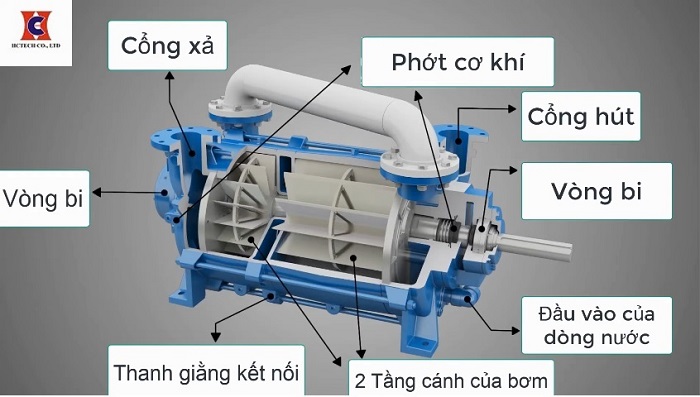 HCTECH CO., LTD
Cổng xả
Phớt cơ khí
Cổng hút
Vòng bi
Vòng bi
Đầu vào của
dòng nước
Thanh giằng kết nối
2 Tầng cánh của bơm